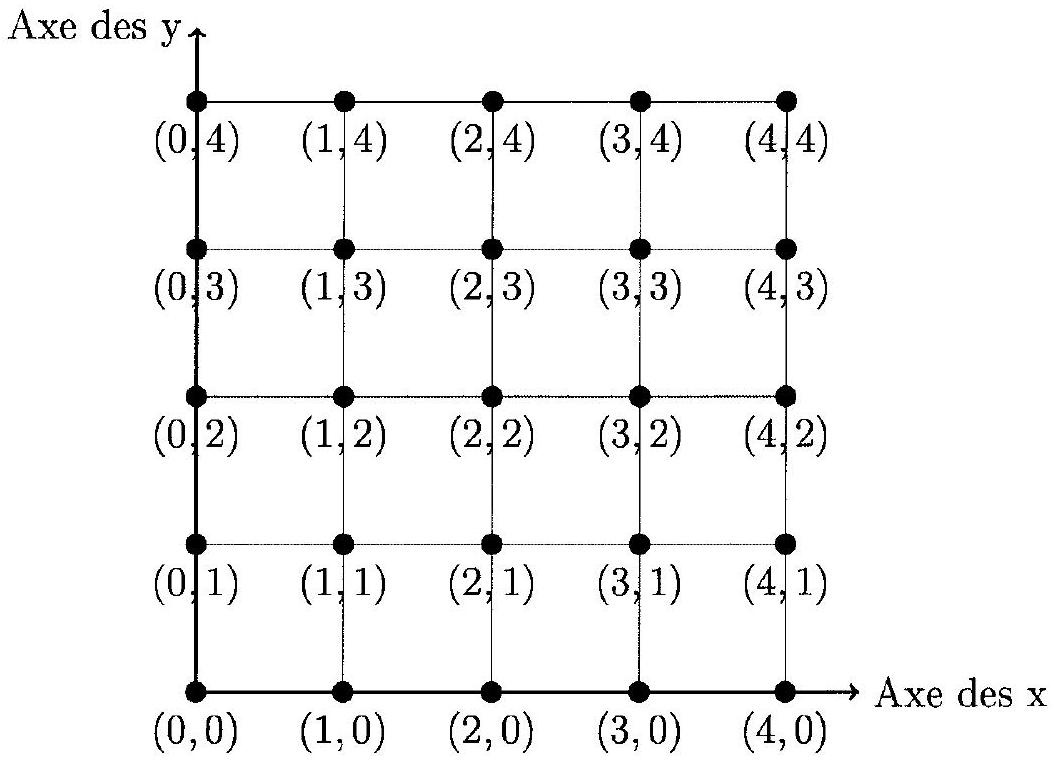 Axe des y
(0,4) (1,4) (2,4) (3,4) (4,4)
(0,3) (1,3) (2,3) (3,3) (4,3)
(0,2) (1,2) (2,2) (3,2) (4,2)
(0,1) (1,1) (2,1) (3,1) (4,1)
Axe des x
(0,0) (1,0) (2,0) (3,0) (4,0)